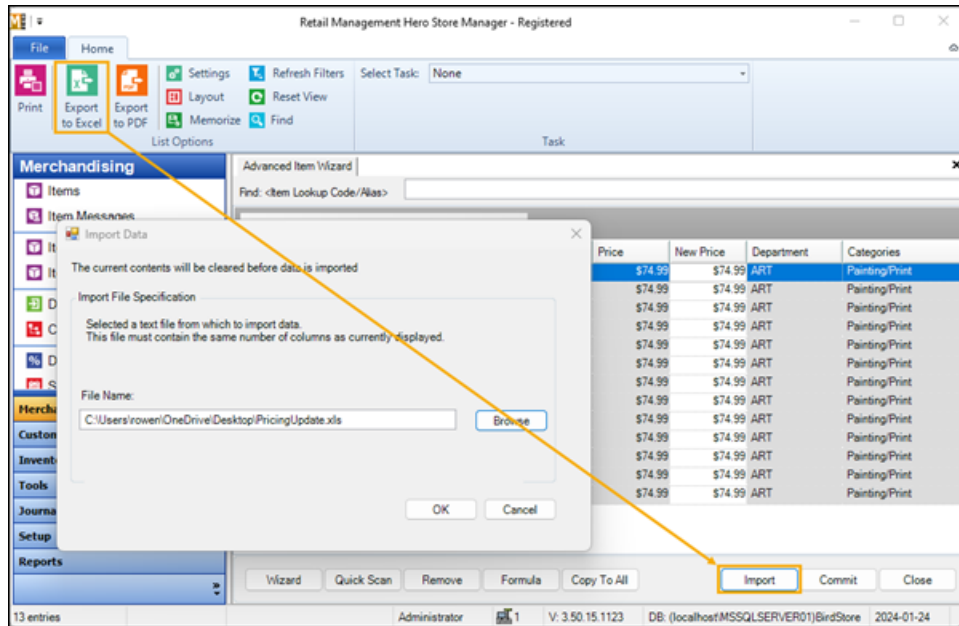 Retail Management Hero Store Manager - Registered
File Home
Print
Export to Excel
Export to PDF
Settings
Layout
Memorize
Refresh Filters
Reset View
Find
Select Task: None
List Options
Task
Merchandising
Items
Item Messages
It
It
D
C
% D
S
Mercha
Custon
Invent
Tools
Journa
Setup
Reports
Advanced Item Wizard
Find: <Item Lookup Code/Alias>
Import Data
The current contents will be cleared before data is imported
Import File Specification
Selected a text file from which to import data.
This file must contain the same number of columns as currently displayed.
File Name:
C:\Users\rowen\OneDrive\Desktop\PricingUpdate.xls
Browse
OK Cancel
Price New Price Department Categories
$74.99 $74.99 ART Painting/Print
$74.99 $74.99 ART Painting/Print
$74.99 $74.99 ART Painting/Print
$74.99 $74.99 ART Painting/Print
$74.99 $74.99 ART Painting/Print
$74.99 $74.99 ART Painting/Print
$74.99 $74.99 ART Painting/Print
$74.99 $74.99 ART Painting/Print
$74.99 $74.99 ART Painting/Print
$74.99 $74.99 ART Painting/Print
$74.99 $74.99 ART Painting/Print
$74.99 $74.99 ART Painting/Print
$74.99 $74.99 ART Painting/Print
Wizard Quick Scan Remove Formula Copy To All Import Commit Close
13 entries Administrator 1 V: 3.50.15.1123 DB: (localhost\MSSQLSERVER01)BirdStore 2024-01-24